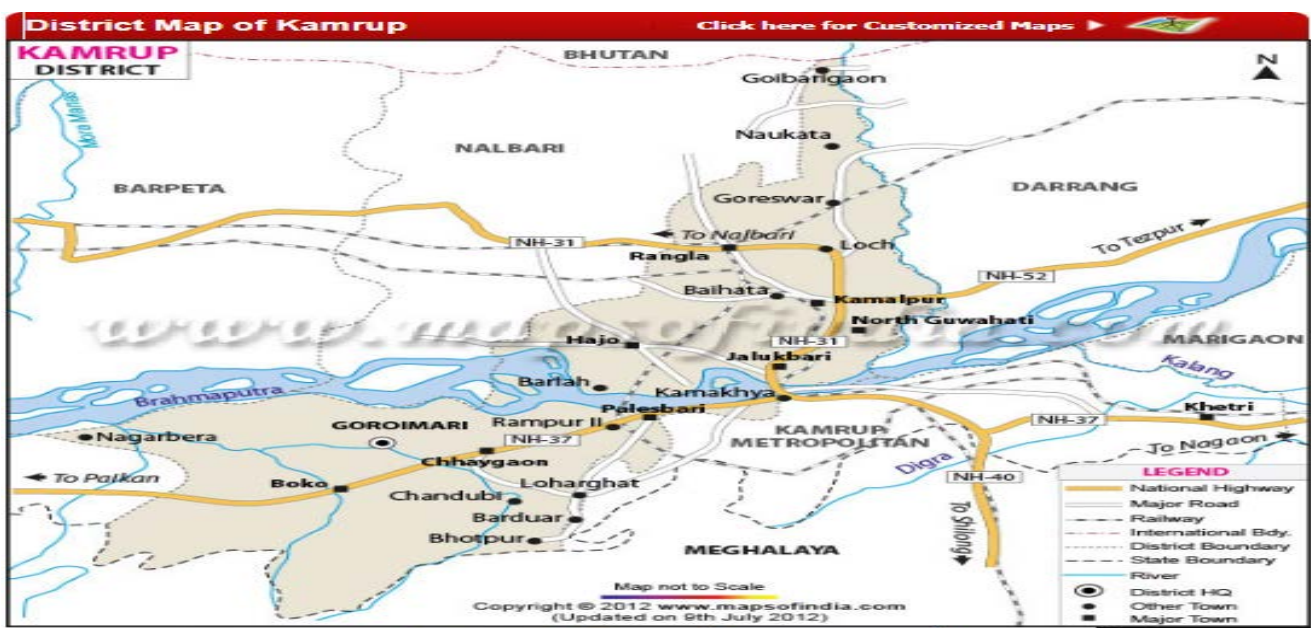 District Map of Kamrup
Click here for Customized Maps
KAMRUP
DISTRICT
BHUTAN
N
Goibarigaon
Mora Manas
Naukata
NALBARI
BARPETA
DARRANG
Goreswar
To Nalbari
To Tezpur
NH-31
Loch
Rangla
NH-52
Baihata
Kamalpur
www.mapsofindia.com
North Guwahati
Hajo
NH-31
MARIGAON
Jalukbari
Kalang
Barlah
Kamakhya
Brahmaputra
Palesbari
Khetri
GOROIMARI
Rampur II
NH-37
KAMRUP
METROPOLITAN
Nagarbera
NH-37
To Nagaon
Chhaygaon
Digra
To Palkan
Boko
Loharghat
NH-40
Chandubi
To Shilong
Barduar
Bhotpur
MEGHALAYA
LEGEND
National Highway
Major Road
Railway
International Bdy.
District Boundary
State Boundary
River
District HQ
Other Town
Major Town
Map not to Scale
Copyright © 2012 www.mapsofindia.com
(Updated on 9th July 2012)